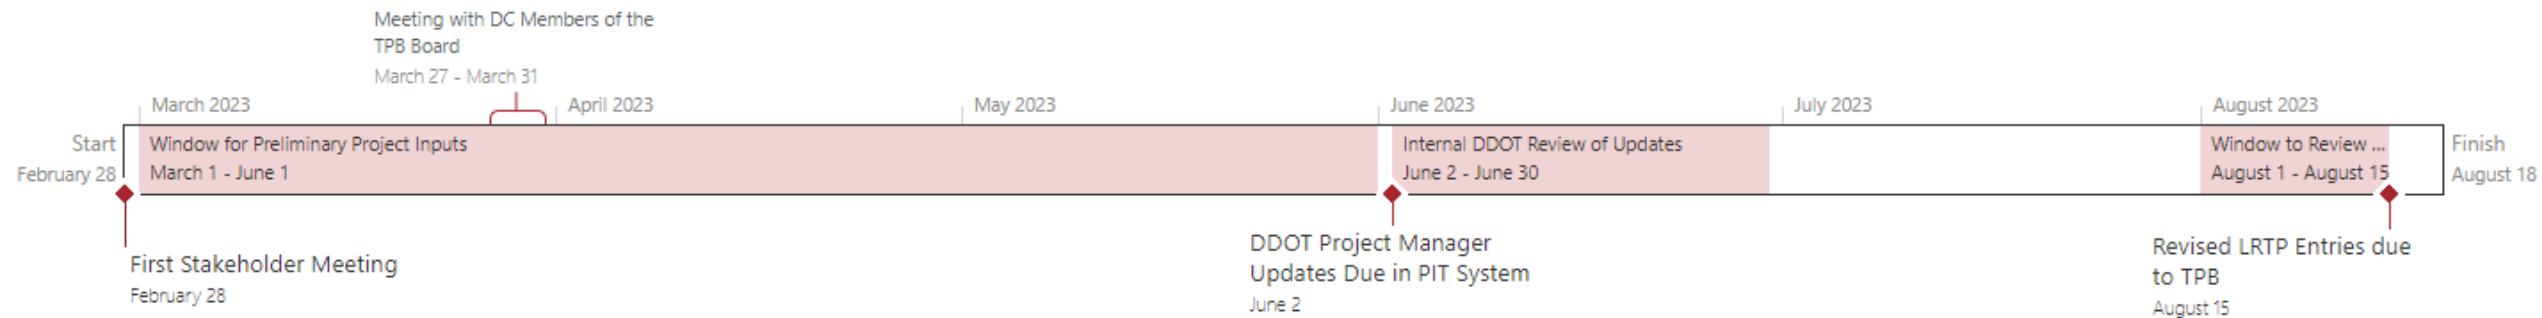 Meeting with DC Members of the
TPB Board
March 27 - March 31
March 2023
April 2023
May 2023
June 2023
July 2023
August 2023
Start
February 28
Window for Preliminary Project Inputs
March 1 - June 1
Internal DDOT Review of Updates
June 2 - June 30
Window to Review ...
August 1 - August 15
Finish
August 18
First Stakeholder Meeting
February 28
DDOT Project Manager
Updates Due in PIT System
June 2
Revised LRTP Entries due
to TPB
August 15